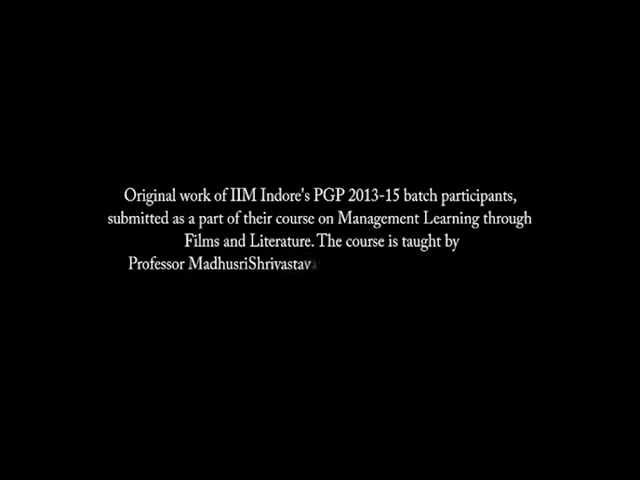 Original work of IIM Indore's PGP 2013-15 batch participants,
submitted as a part of their course on Management Learning through
Films and Literature. The course is taught by
Professor MadhusriShrivastav